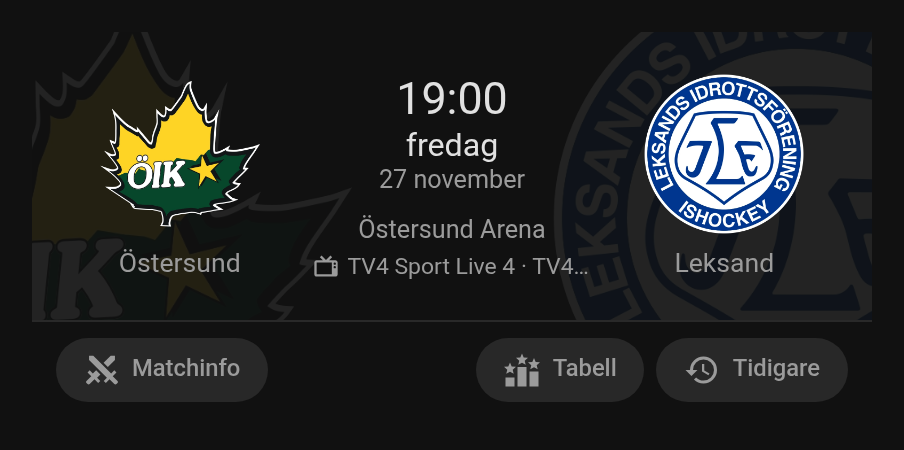 19:00
fredag
27 november
Östersund Arena
TV4 Sport Live 4 · TV4...
ÖIK
Östersund
LEKSANDS IDROTTSFÖRENING
ILE
ISHOCKEY
Leksand
Matchinfo
Tabell
Tidigare